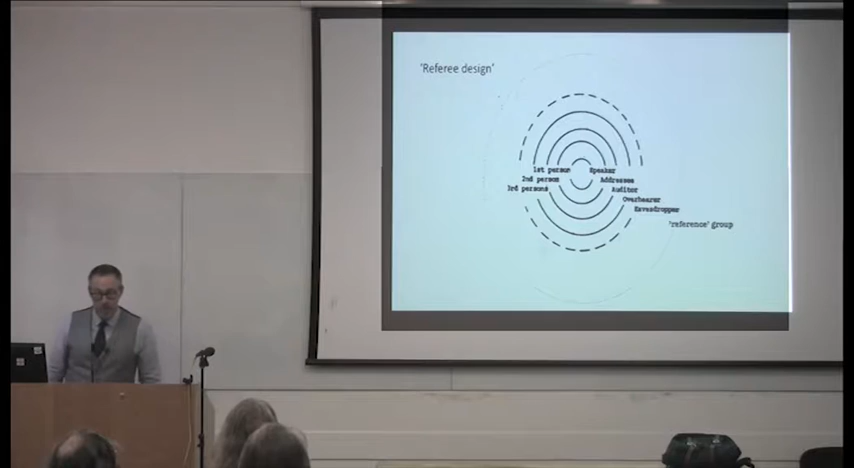 'Referee design'
1st person Speaker
2nd person Addressee
3rd persons Auditor
Overhearer
Eavesdropper
'reference' group